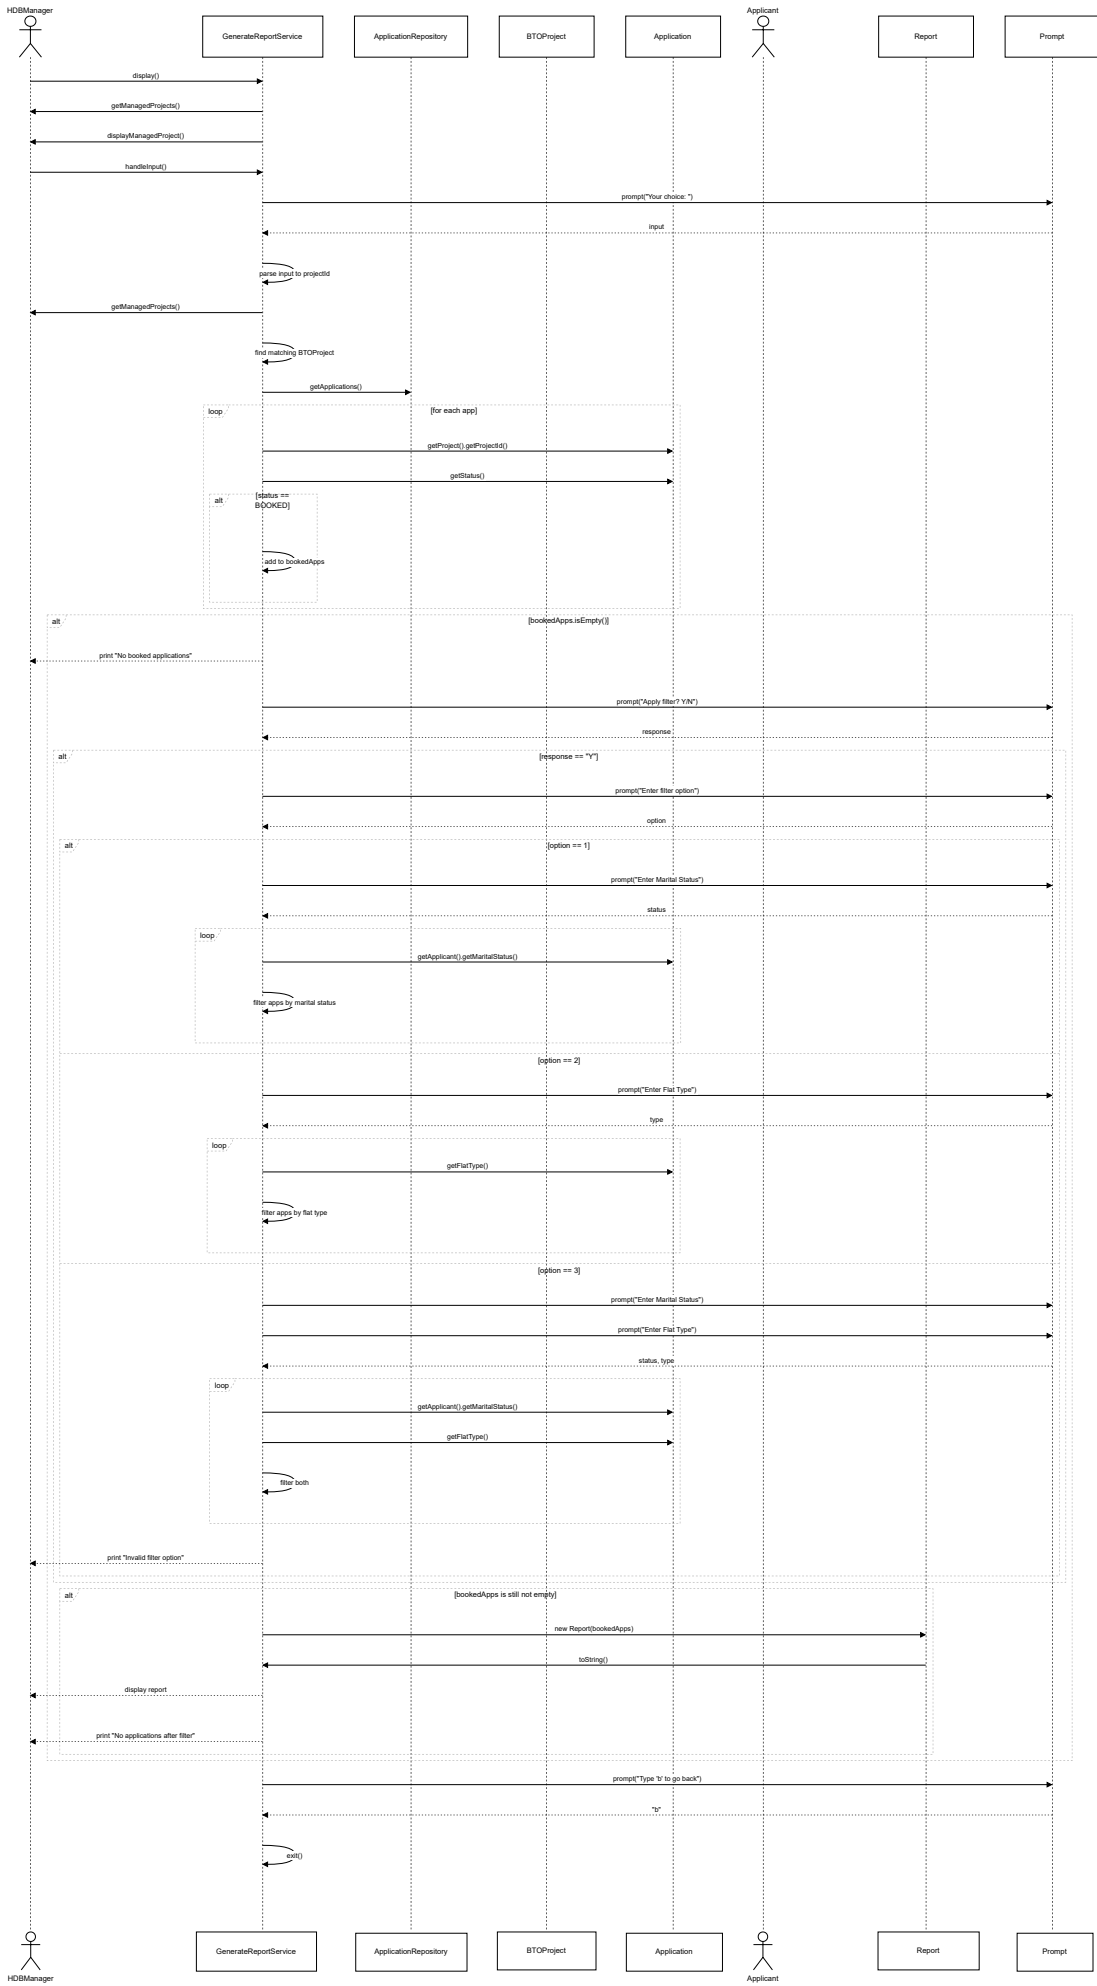 HDBManager
Applicant
GenerateReportService
ApplicationRepository
BTOProject
Application
Report
Prompt
display()
getManagedProjects()
displayManagedProject()
handleInput()
prompt("Your choice: ")
input
parse input to projectId
getManagedProjects()
find matching BTOProject
getApplications()
loop
[for each app]
getProject().getProjectId()
getStatus()
alt
[status ==
BOOKED]
add to bookedApps
alt
[bookedApps.isEmpty()]
print "No booked applications"
prompt("Apply filter? Y/N")
response
alt
[response == "Y"]
prompt("Enter filter option")
option
alt
[option == 1]
prompt("Enter Marital Status")
status
loop
getApplicant().getMaritalStatus()
filter apps by marital status
[option == 2]
prompt("Enter Flat Type")
type
loop
getFlatType()
filter apps by flat type
[option == 3]
prompt("Enter Marital Status")
prompt("Enter Flat Type")
status, type
loop
getApplicant().getMaritalStatus()
getFlatType()
filter both
print "Invalid filter option"
alt
[bookedApps is still not empty]
new Report(bookedApps)
toString()
display report
print "No applications after filter"
prompt("Type 'b' to go back")
"b"
exit()
GenerateReportService
ApplicationRepository
BTOProject
Application
Report
Prompt
HDBManager
Applicant